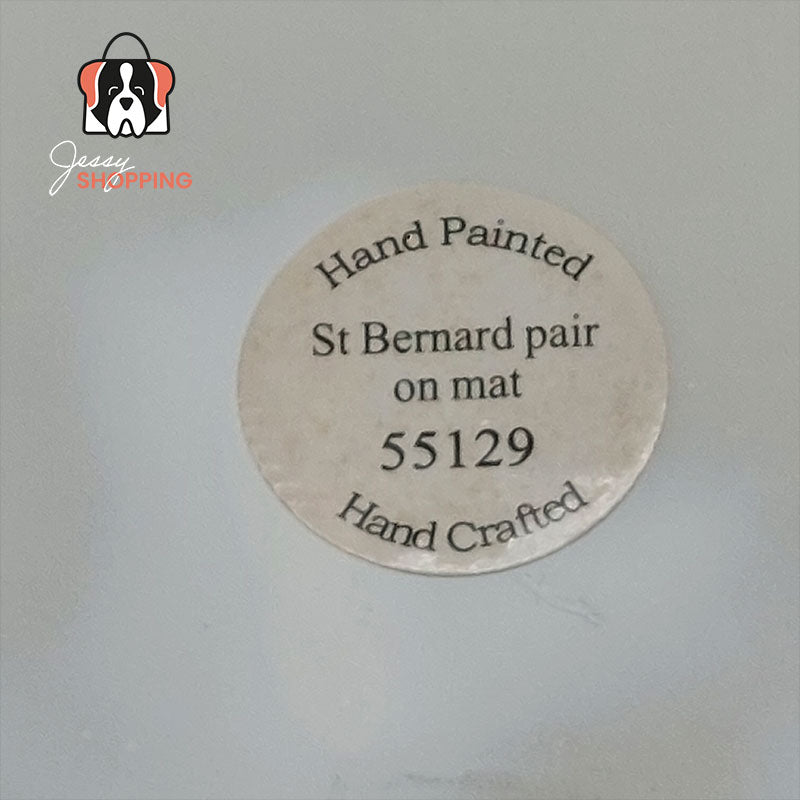 Jessy
SHOPPING
Hand Painted
St Bernard pair
on mat
55129
Hand Crafted